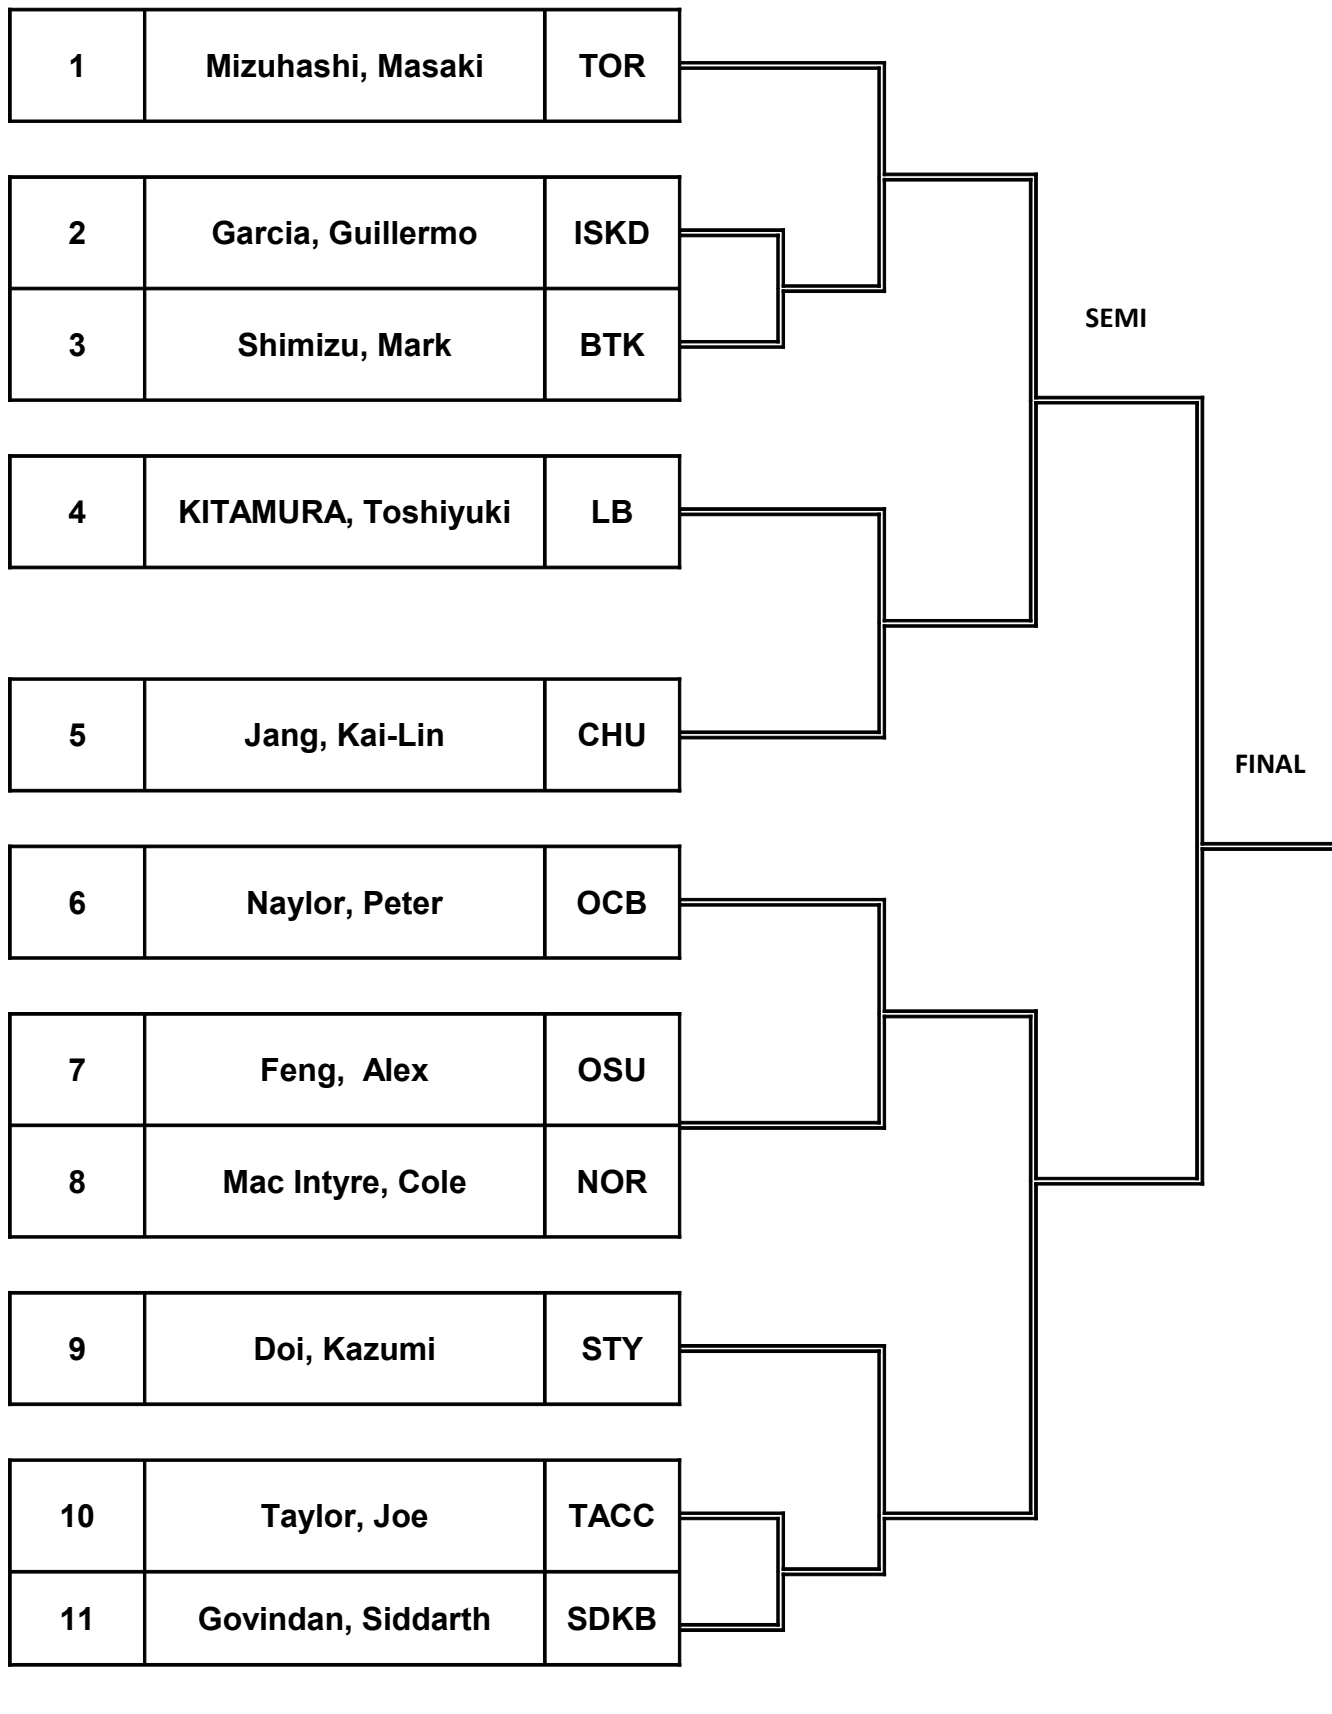 1 Mizuhashi, Masaki TOR
2 Garcia, Guillermo ISKD
SEMI
3 Shimizu, Mark BTK
4 KITAMURA, Toshiyuki LB
5 Jang, Kai-Lin CHU
FINAL
6 Naylor, Peter OCB
7 Feng,  Alex OSU
8 Mac Intyre, Cole NOR
9 Doi, Kazumi STY
10 Taylor, Joe TACC
11 Govindan, Siddarth SDKB